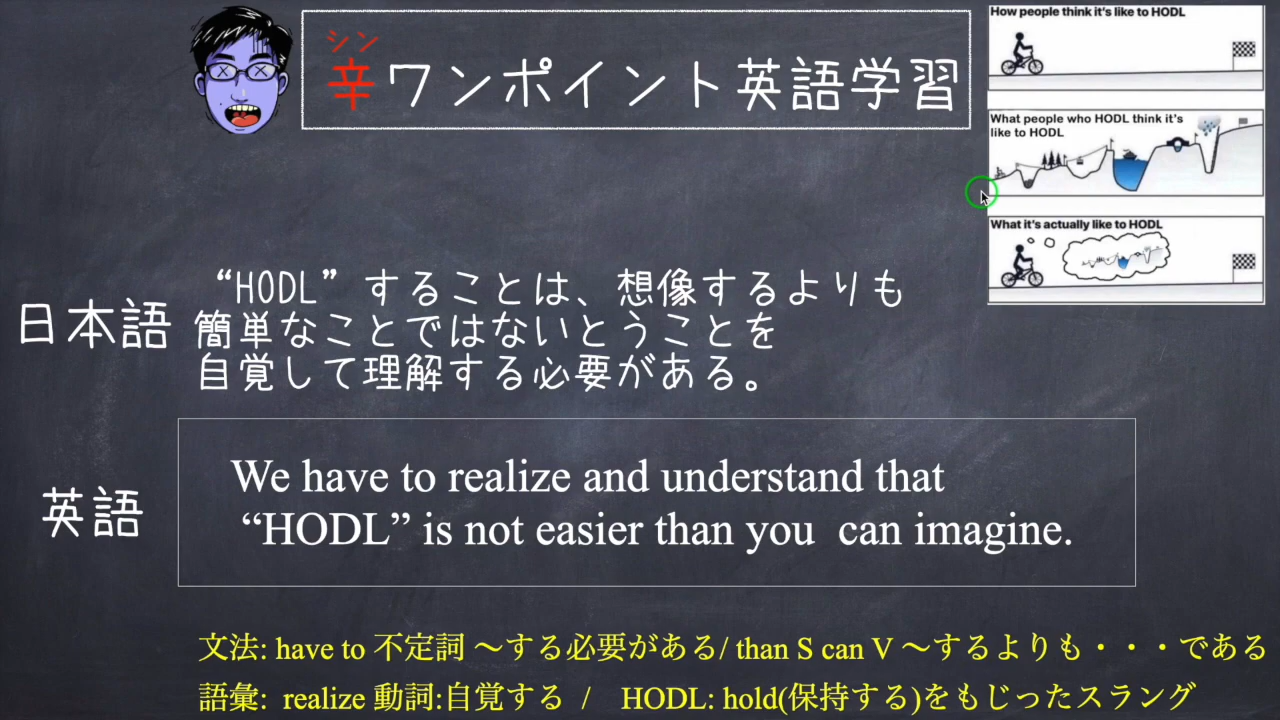 シン
辛ワンポイント英語学習
How people think it's like to HODL
What people who HODL think it's
like to HODL
What it's actually like to HODL
日本語
“HODL”することは、想像するよりも
簡単なことではないとうことを
自覚して理解する必要がある。
英語
We have to realize and understand that
“HODL” is not easier than you can imagine.
文法: have to 不定詞 〜する必要がある/ than S can V 〜するよりも・・・である
語彙: realize 動詞:自覚する / HODL: hold(保持する)をもじったスラング